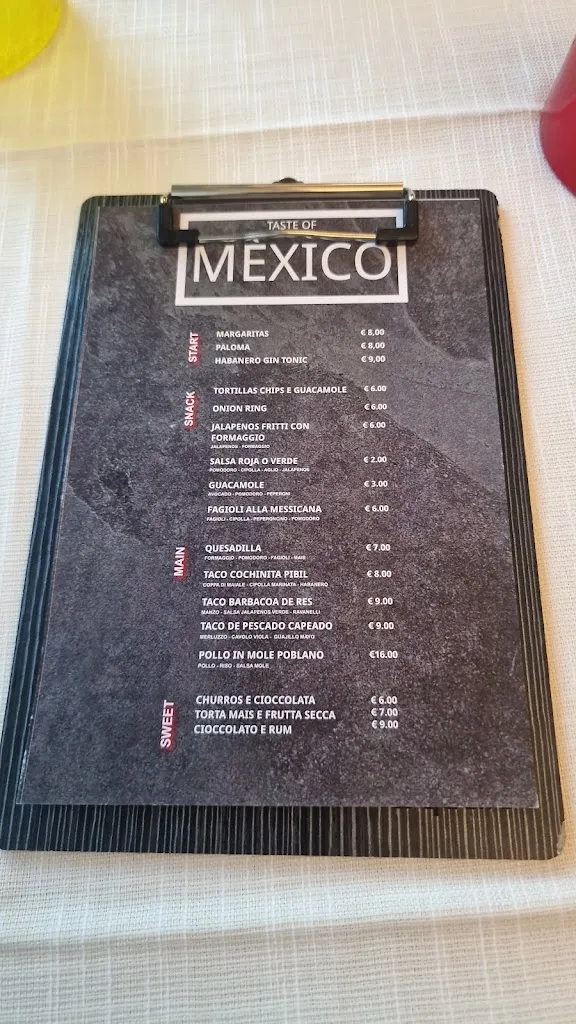 TASTE OF
MÈXICO
START
MARGARITAS € 8,00
PALOMA € 8,00
HABANERO GIN TONIC € 9,00
SNACK
TORTILLAS CHIPS E GUACAMOLE € 6.00
ONION RING € 6.00
JALAPENOS FRITTI CON € 6.00
FORMAGGIO
JALAPENOS - FORMAGGIO
SALSA ROJA O VERDE € 2.00
POMODORO - CIPOLLA - AGLIO - JALAPENOS
GUACAMOLE € 3.00
AVOCADO - POMODORO - PEPERONI
FAGIOLI ALLA MESSICANA € 6.00
FAGIOLI - CIPOLLA - PEPERONCINO - POMODORO
MAIN
QUESADILLA € 7.00
FORMAGGIO - POMODORO - FAGIOLI - MAIS
TACO COCHINITA PIBIL € 8.00
COPPA DI MAIALE - CIPOLLA MARINATA - HABANERO
TACO BARBACOA DE RES € 9.00
MANZO - SALSA JALAPENOS VERDE - RAVANELLI
TACO DE PESCADO CAPEADO € 9.00
MERLUZZO - CAVOLO VIOLA - GUAJILLO MAYO
POLLO IN MOLE POBLANO €16.00
POLLO - RISO - SALSA MOLE
SWEET
CHURROS E CIOCCOLATA € 6.00
TORTA MAIS E FRUTTA SECCA € 7.00
CIOCCOLATO E RUM € 9.00